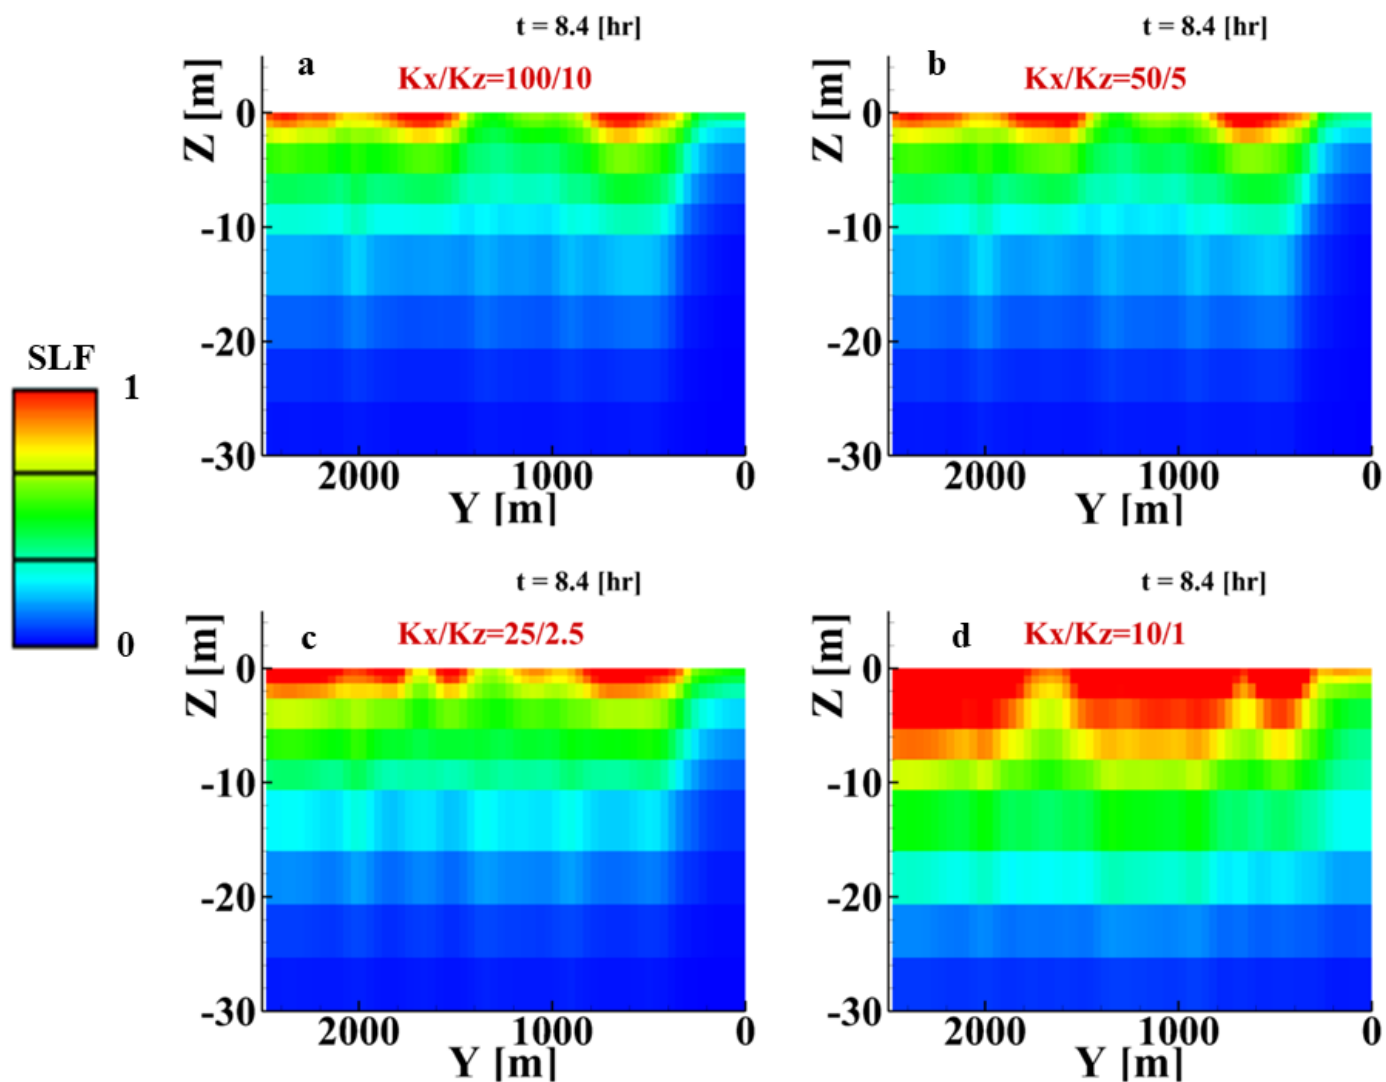 t = 8.4 [hr]
a
Kx/Kz=100/10
Z [m]
0
-10
-20
-30
2000
1000
0
Y [m]
t = 8.4 [hr]
b
Kx/Kz=50/5
Z [m]
0
-10
-20
-30
2000
1000
0
Y [m]
SLF
1
0
t = 8.4 [hr]
c
Kx/Kz=25/2.5
Z [m]
0
-10
-20
-30
2000
1000
0
Y [m]
t = 8.4 [hr]
d
Kx/Kz=10/1
Z [m]
0
-10
-20
-30
2000
1000
0
Y [m]